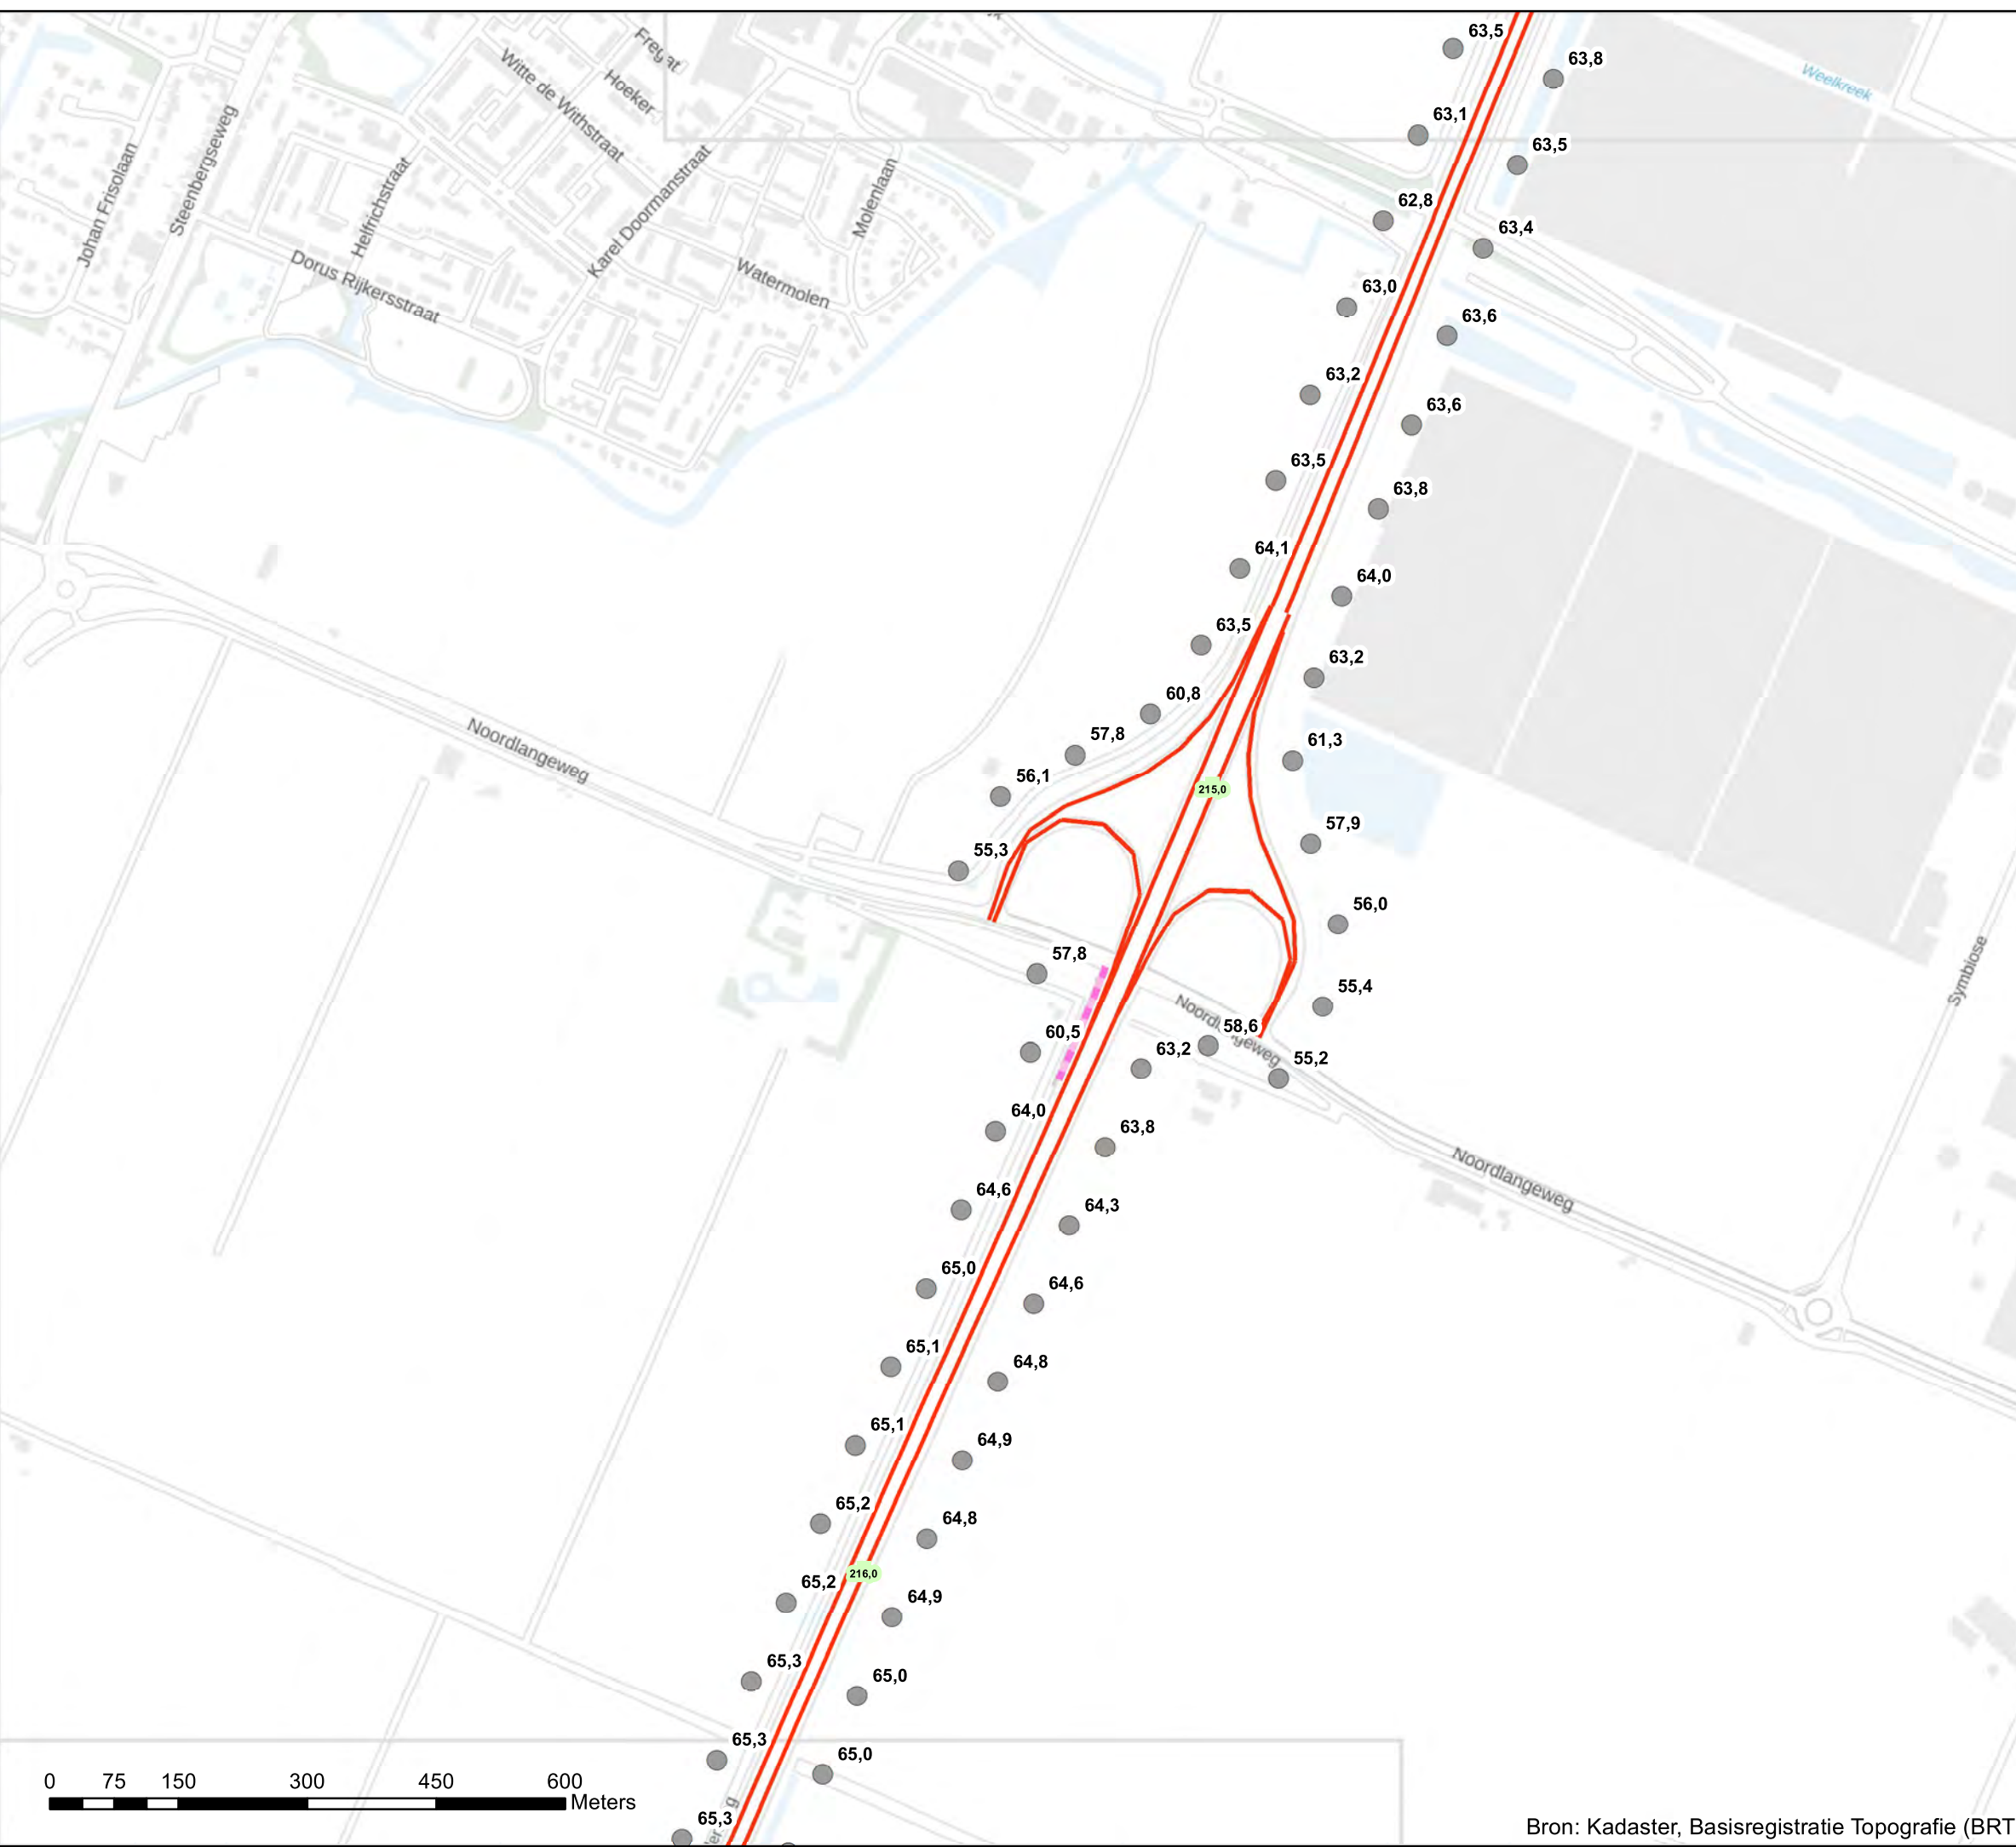 63,5
63,8
Fregat
Witte de Withstraat
Hoeker
Weelkreek
63,1
63,5
Johan Frisolaan
Steenbergseweg
Helfrichstraat
Karel Doormanstraat
Molenlaan
62,8
63,4
Dorus Rijkersstraat
Watermolen
63,0
63,6
63,2
63,6
63,5
63,8
64,1
64,0
63,5
63,2
60,8
57,8
61,3
Noordlangeweg
56,1
215,0
57,9
55,3
56,0
57,8
Symbiose
55,4
Noordlangeweg
60,5
63,2
58,6
55,2
64,0
63,8
Noordlangeweg
64,6
64,3
65,0
64,6
65,1
64,8
65,1
64,9
65,2
64,8
216,0
65,2
64,9
65,3
65,0
65,3
65,0
0 75 150 300 450 600
Meters
65,3
Bron: Kadaster, Basisregistratie Topografie (BRT